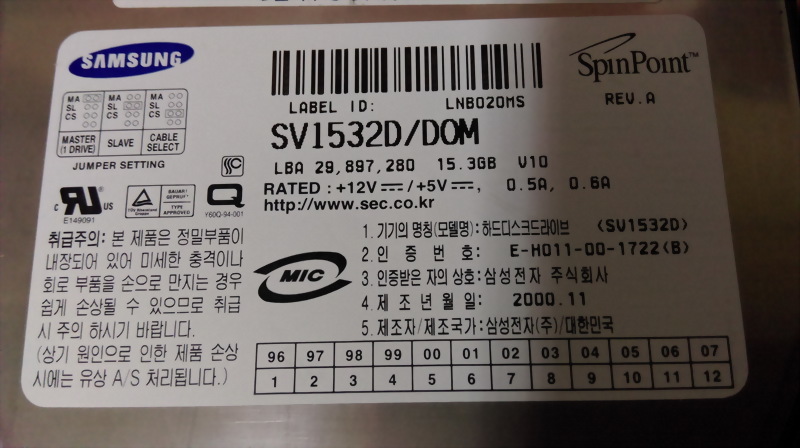 SAMSUNG
SpinPoint™
REV.A
LABEL ID: LNB020MS
SV1532D/DOM
LBA 29,897,280 15.3GB V10
RATED : +12V /+5V , 0.5A, 0.6A
http://www.sec.co.kr
MA MA MA
SL SL SL
CS CS CS
MASTER (1 DRIVE) SLAVE CABLE SELECT
JUMPER SETTING
c RU US
E149091
BAUART GEPRÜFT
TYPE APPROVED
Q
Y60Q-94-001
취급주의: 본 제품은 정밀부품이
내장되어 있어 미세한 충격이나
회로 부품을 손으로 만지는 경우
쉽게 손상될 수 있으므로 취급
시 주의 하시기 바랍니다.
(상기 원인으로 인한 제품 손상
시에는 유상 A/S 처리됩니다.)
MIC
1. 기기의 명칭(모델명): 하드디스크드라이브 (SV1532D)
2. 인 증 번 호: E-H011-00-1722(B)
3. 인증받은 자의 상호: 삼성전자 주식회사
4. 제 조 년 월 일: 2000.11
5. 제조자/제조국가: 삼성전자(주)/대한민국
96 97 98 99 00 01 02 03 04 05 06 07
1 2 3 4 5 6 7 8 9 10 11 12